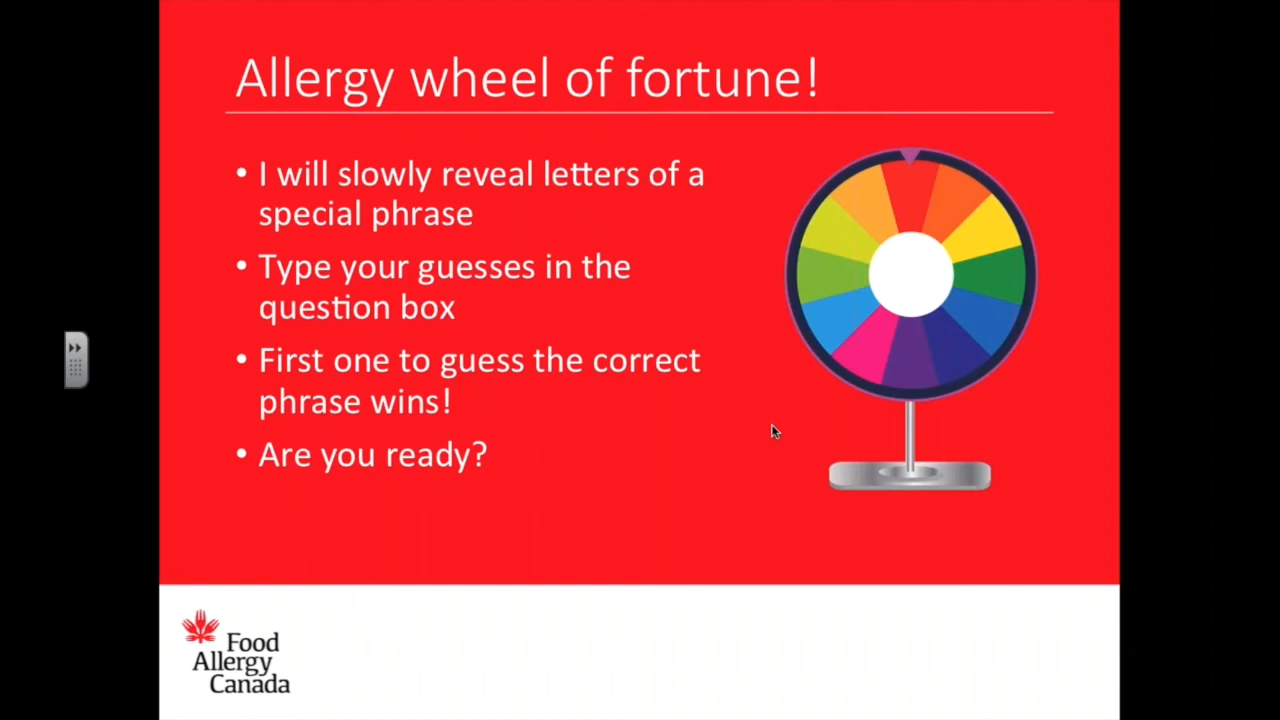 Allergy wheel of fortune!
• I will slowly reveal letters of a
special phrase
• Type your guesses in the
question box
• First one to guess the correct
phrase wins!
• Are you ready?
Food
Allergy
Canada